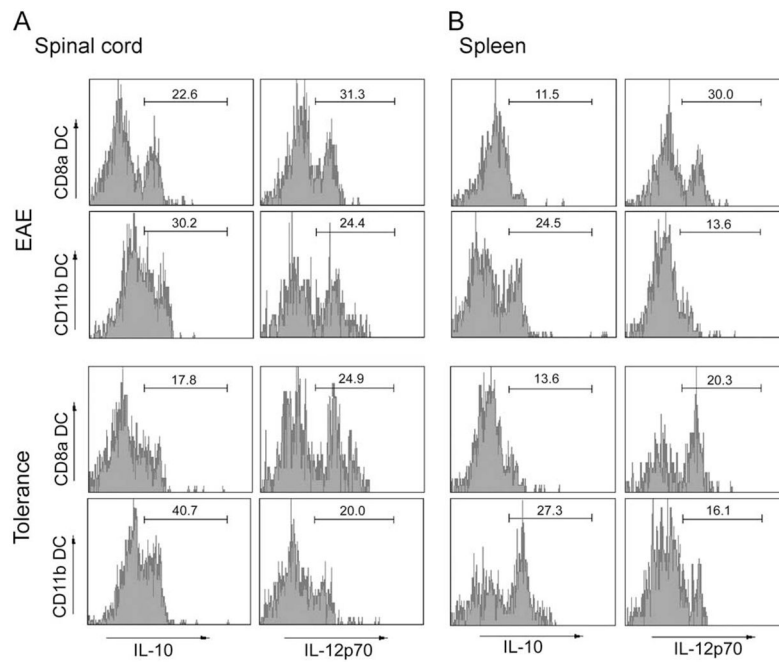 A
B
Spinal cord
Spleen
22.6
31.3
11.5
30.0
CD8a DC
30.2
24.4
24.5
13.6
EAE
CD11b DC
17.8
24.9
13.6
20.3
CD8a DC
40.7
20.0
27.3
16.1
Tolerance
CD11b DC
IL-10
IL-12p70
IL-10
IL-12p70